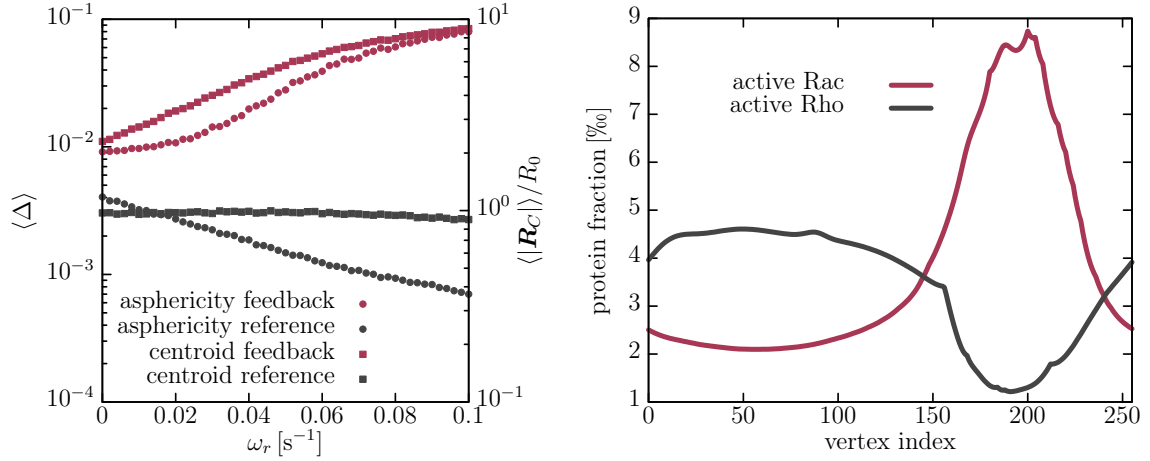 10⁻¹
10⁻²
10⁻³
10⁻⁴
⟨Δ⟩
10¹
10⁰
10⁻¹
⟨|𝑹_C|⟩/R₀
asphericity feedback
asphericity reference
centroid feedback
centroid reference
0 0.02 0.04 0.06 0.08 0.1
ω_r [s⁻¹]
9
8
7
6
5
4
3
2
1
protein fraction [‰]
active Rac
active Rho
0 50 100 150 200 250
vertex index